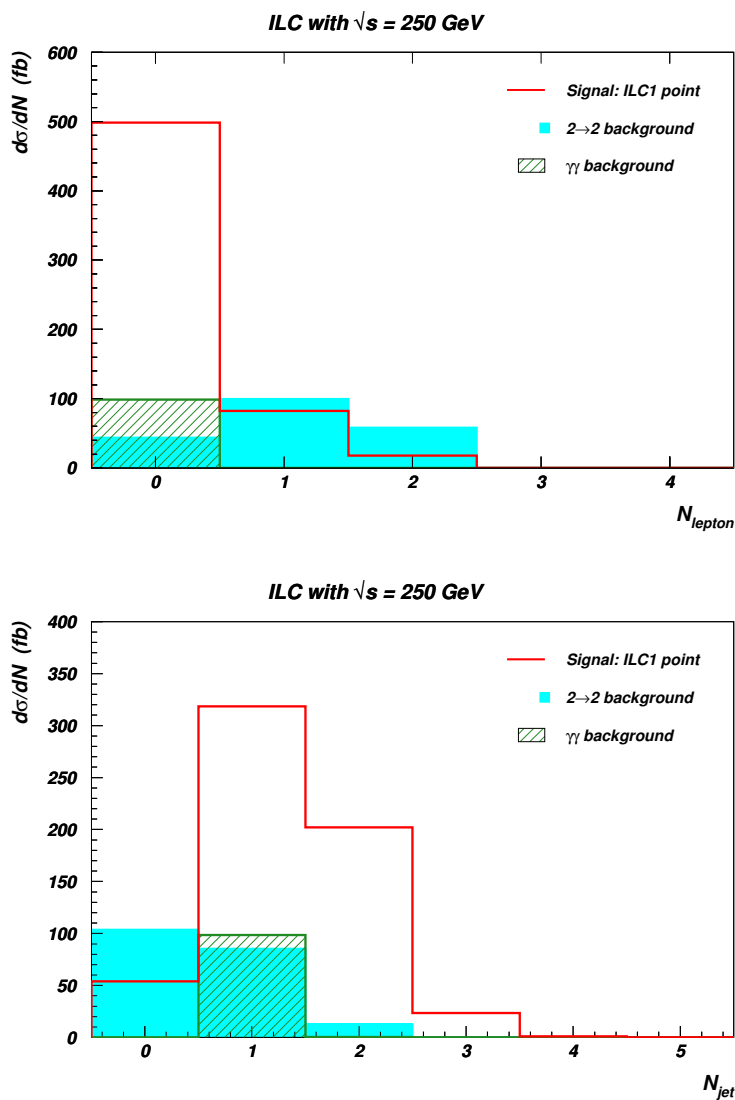 ILC with √s = 250 GeV
dσ/dN (fb)
600
500
400
300
200
100
0
Signal: ILC1 point
2→2 background
γγ background
0 1 2 3 4
N_lepton
ILC with √s = 250 GeV
dσ/dN (fb)
400
350
300
250
200
150
100
50
0
Signal: ILC1 point
2→2 background
γγ background
0 1 2 3 4 5
N_jet